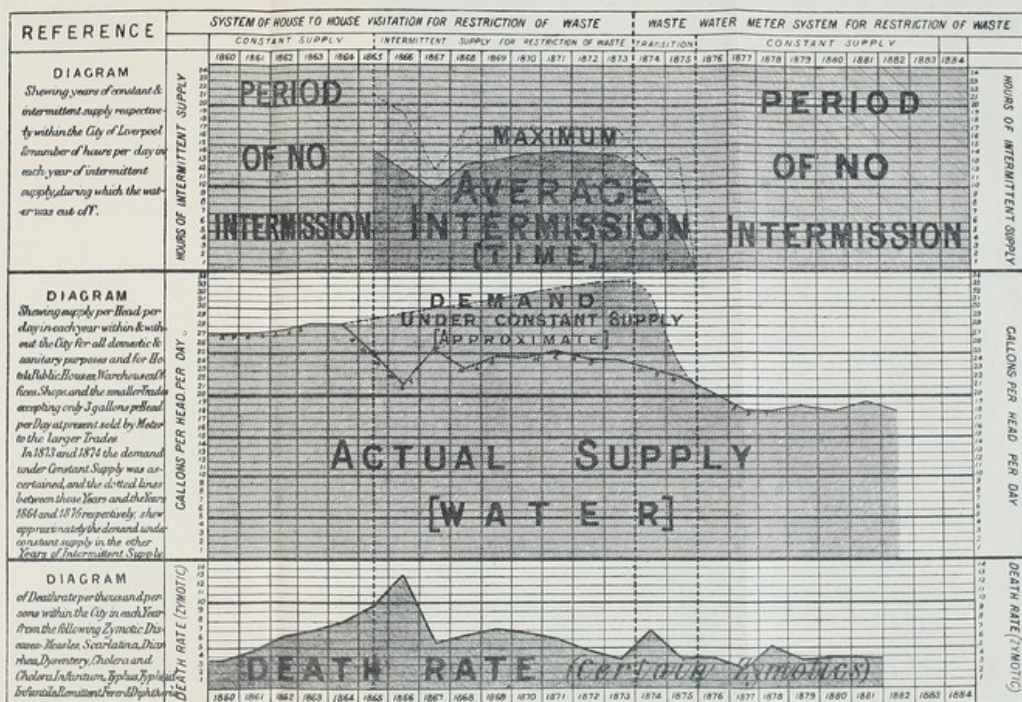 REFERENCE
SYSTEM OF HOUSE TO HOUSE VISITATION FOR RESTRICTION OF WASTE
WASTE WATER METER SYSTEM FOR RESTRICTION OF WASTE
CONSTANT SUPPLY
INTERMITTENT SUPPLY FOR RESTRICTION OF WASTE
TRANSITION
CONSTANT SUPPLY
1860 1861 1862 1863 1864 1865 1866 1867 1868 1869 1870 1871 1872 1873 1874 1875 1876 1877 1878 1879 1880 1881 1882 1883 1884
DIAGRAM
Shewing years of constant &
intermittent supply respective-
ly within the City of Liverpool
& number of hours per day in
each year of intermittent
supply, during which the wat-
er was cut off.
HOURS OF INTERMITTENT SUPPLY
PERIOD
OF NO
INTERMISSION
MAXIMUM
AVERAGE
INTERMISSION
[TIME]
PERIOD
OF NO
INTERMISSION
HOURS OF INTERMITTENT SUPPLY
DIAGRAM
Shewing supply per Head per
day in each year within & with-
out the City for all domestic &
sanitary purposes and for Ho-
tels Public Houses, Warehouses Of-
fices, Shops and the smaller Trades
excepting only 3 gallons per Head
per Day at present sold by Meter
to the larger Trades
In 1873 and 1874 the demand
under Constant Supply was as-
certained, and the dotted lines
between these Years and the Years
1864 and 1876 respectively, shew
approximately the demand under
constant supply in the other
Years of Intermittent Supply
GALLONS PER HEAD PER DAY
DEMAND
UNDER CONSTANT SUPPLY
[APPROXIMATE]
ACTUAL SUPPLY
[WATER]
GALLONS PER HEAD PER DAY
DIAGRAM
of Deathrate per thousand per-
sons within the City in each Year
from the following Zymotic Dis-
eases- Measles, Scarlatina, Diarr-
rhea, Dysentery, Cholera and
Cholera Infantum, Typhus, Typhoid
Infantile Remittent Fever & Diphtheria
DEATH RATE (ZYMOTIC)
DEATH RATE (Certain Zymotics)
DEATH RATE (ZYMOTIC)
1860 1861 1862 1863 1864 1865 1866 1867 1868 1869 1870 1871 1872 1873 1874 1875 1876 1877 1878 1879 1880 1881 1882 1883 1884